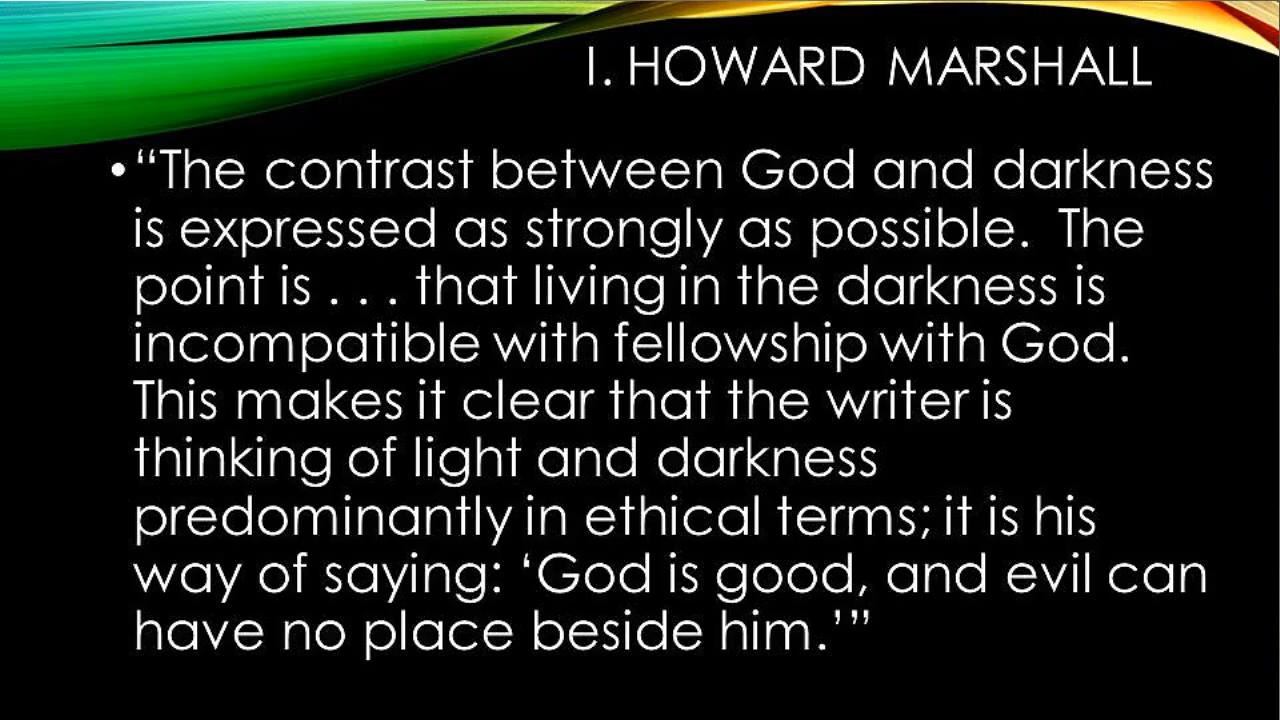 I. HOWARD MARSHALL
•“The contrast between God and darkness
is expressed as strongly as possible.  The
point is . . . that living in the darkness is
incompatible with fellowship with God.
This makes it clear that the writer is
thinking of light and darkness
predominantly in ethical terms; it is his
way of saying: ‘God is good, and evil can
have no place beside him.’”